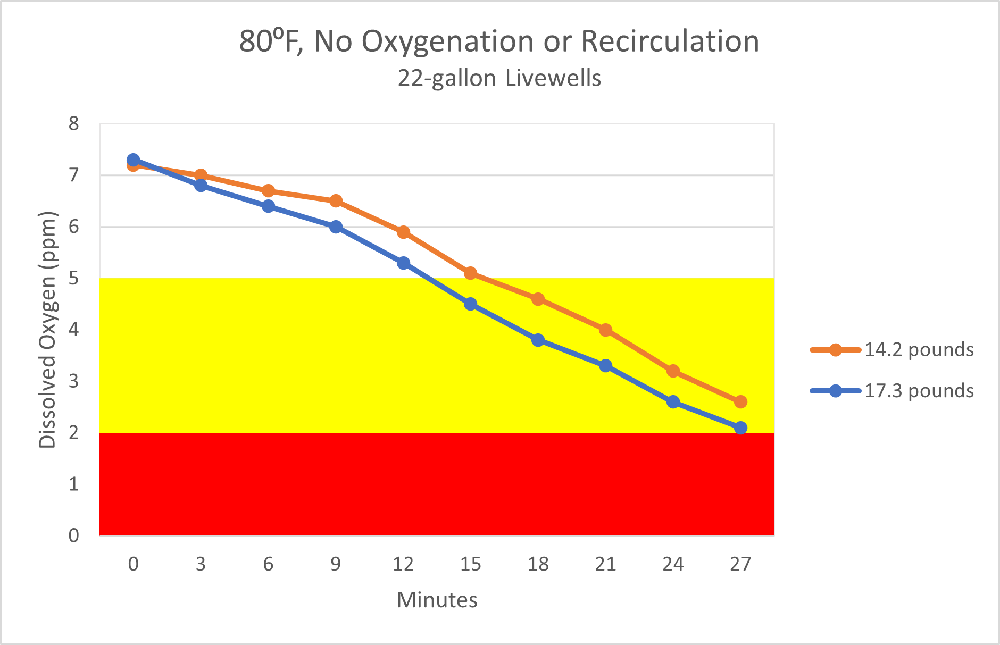 80⁰F, No Oxygenation or Recirculation
22-gallon Livewells
8
7
6
5
4
3
2
1
0
Dissolved Oxygen (ppm)
0 3 6 9 12 15 18 21 24 27
Minutes
14.2 pounds
17.3 pounds